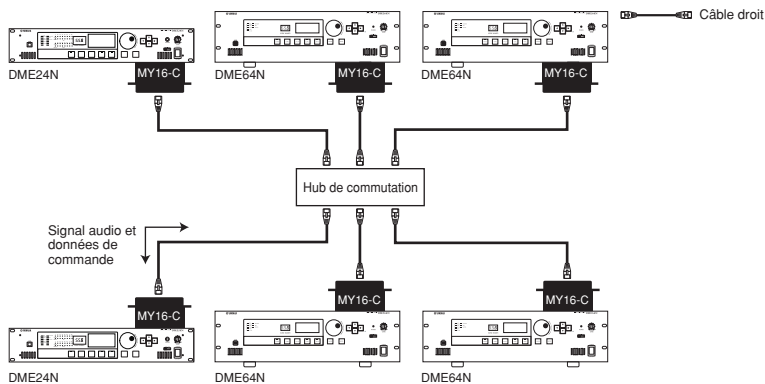 Câble droit
MY16-C
MY16-C
MY16-C
DME24N
DME64N
DME64N
Hub de commutation
Signal audio et
données de
commande
MY16-C
MY16-C
MY16-C
DME24N
DME64N
DME64N